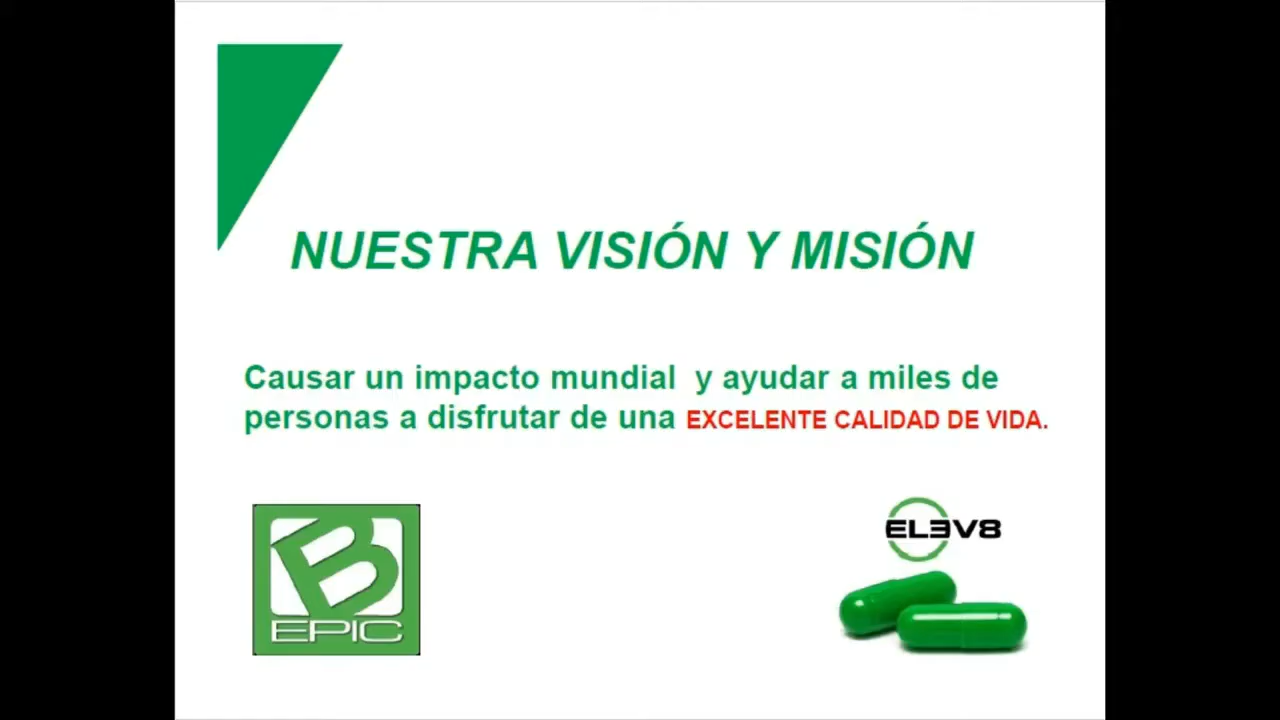 NUESTRA VISIÓN Y MISIÓN
Causar un impacto mundial y ayudar a miles de
personas a disfrutar de una EXCELENTE CALIDAD DE VIDA.
B
EPIC
ELEV8